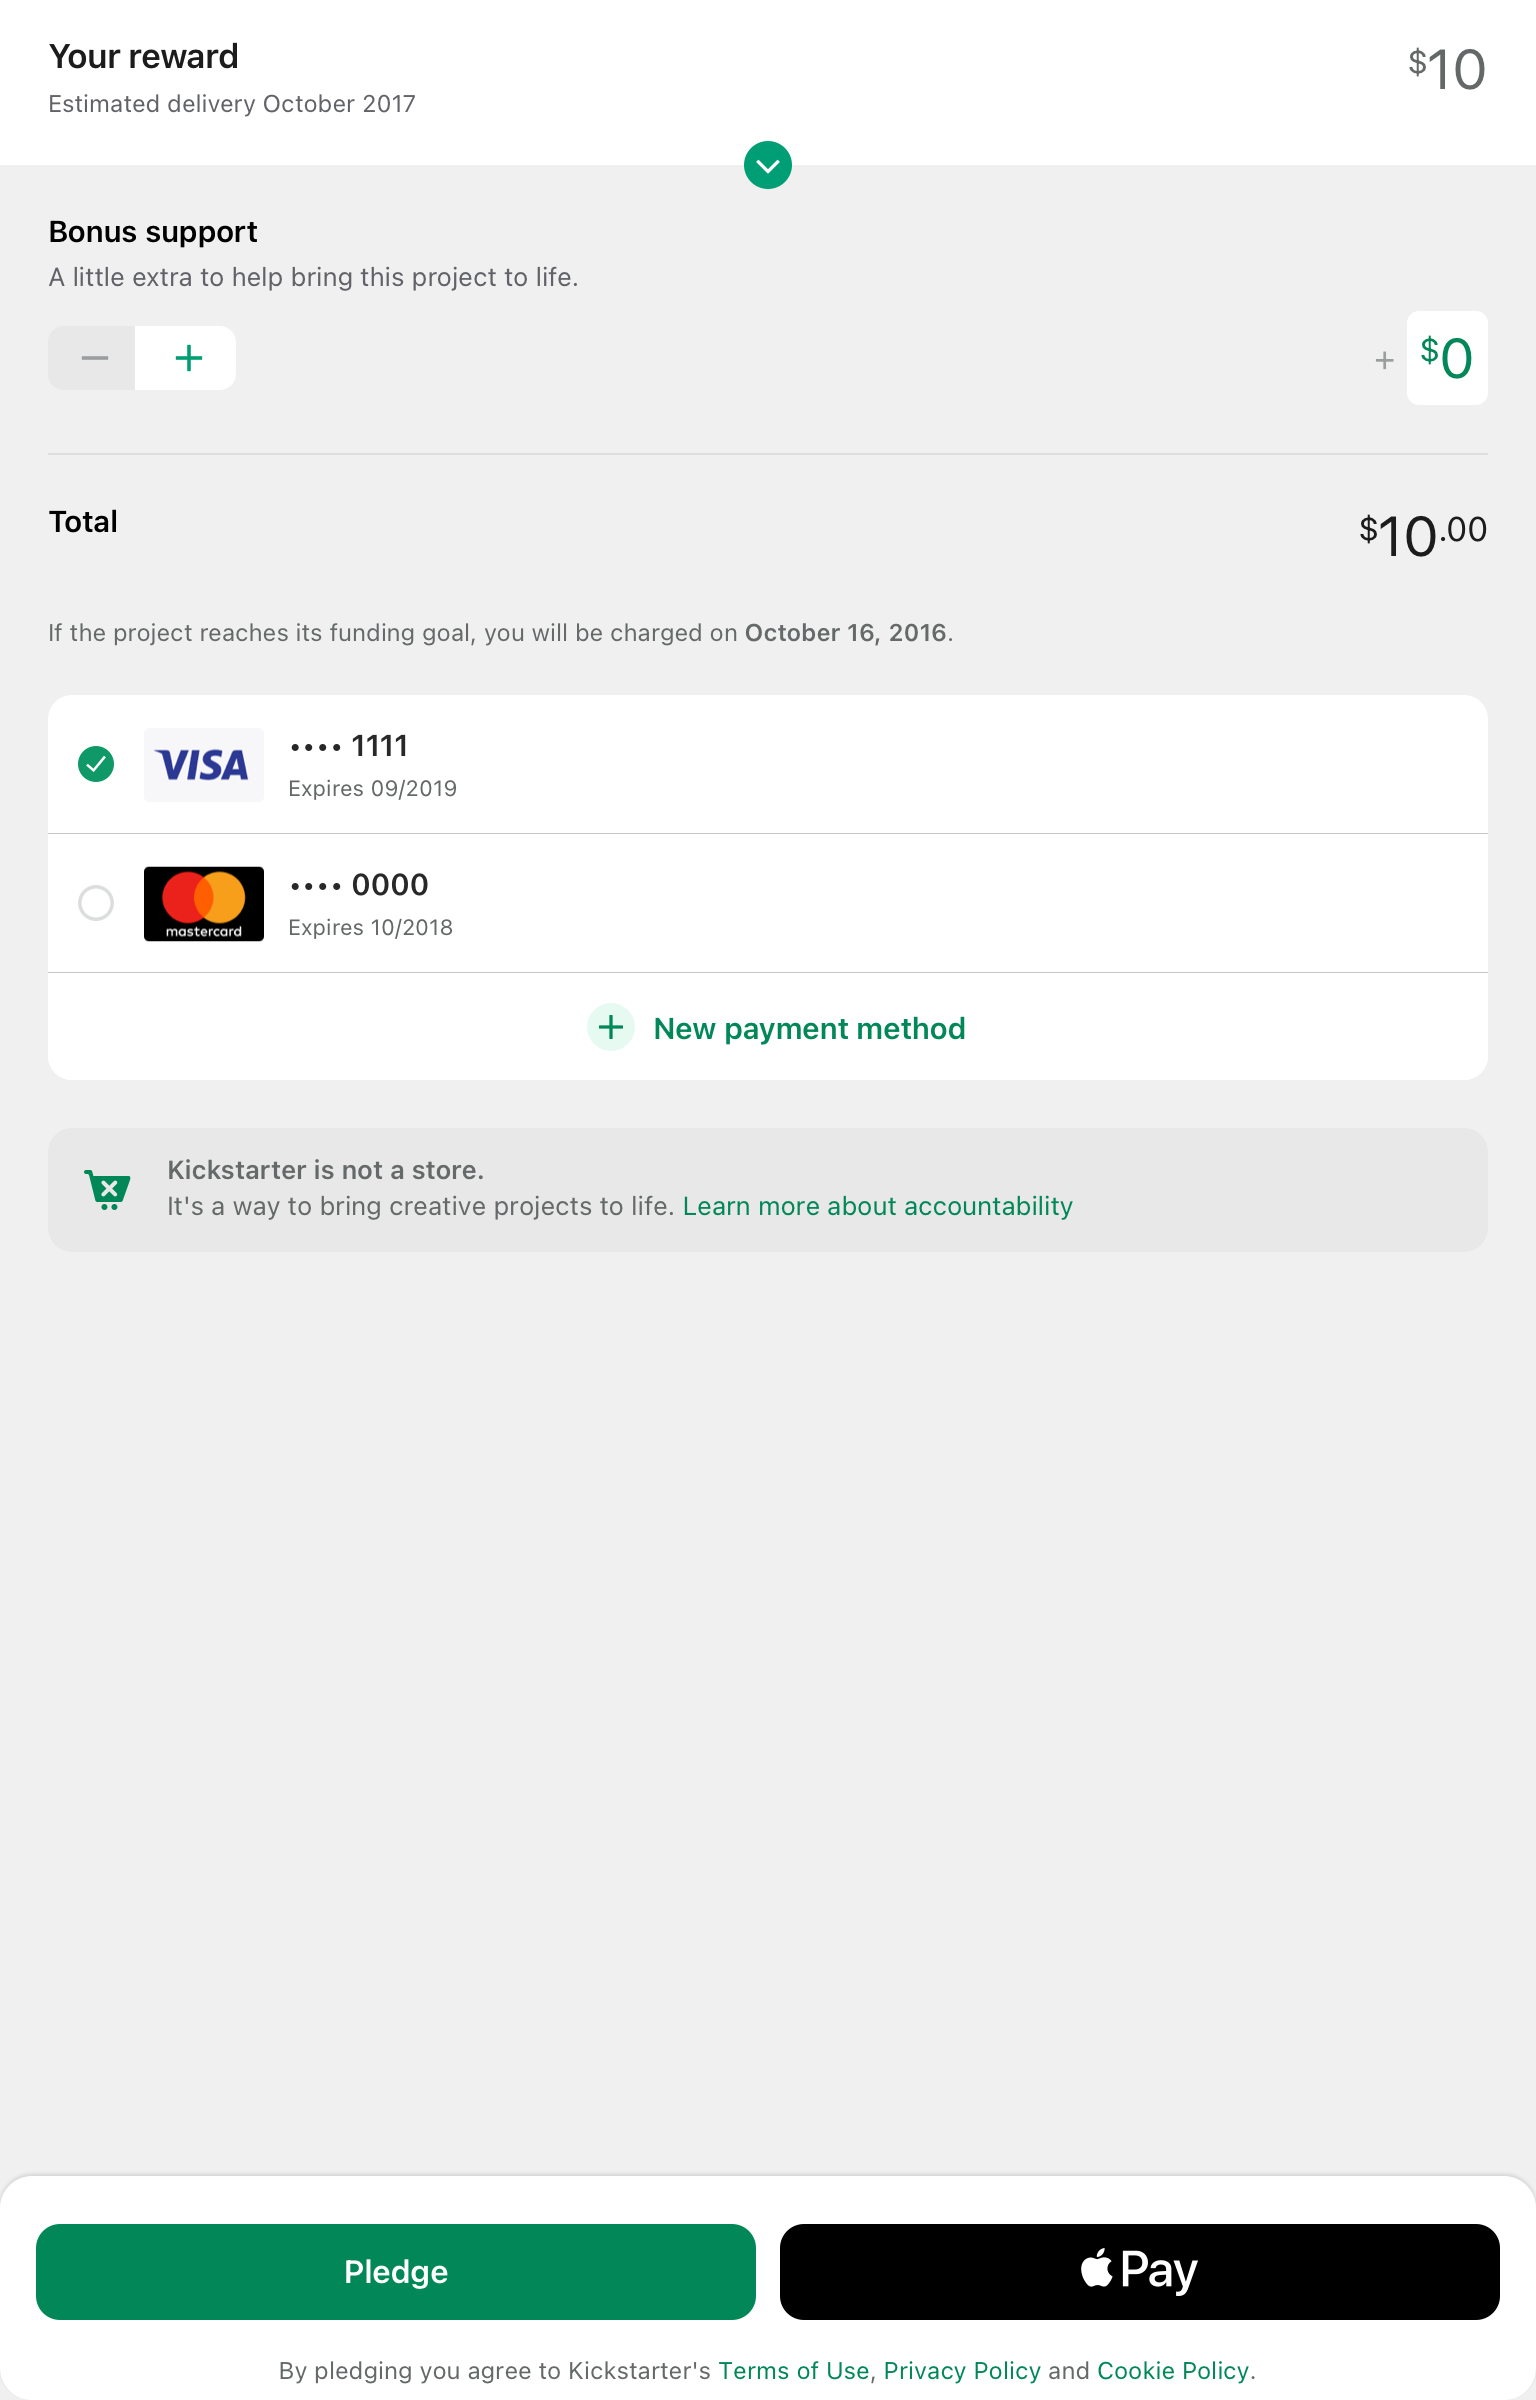 Your reward
$10
Estimated delivery October 2017
Bonus support
A little extra to help bring this project to life.
+ $0
Total
$10.00
If the project reaches its funding goal, you will be charged on October 16, 2016.
VISA
•••• 1111
Expires 09/2019
mastercard
•••• 0000
Expires 10/2018
New payment method
Kickstarter is not a store.
It's a way to bring creative projects to life. Learn more about accountability
Pledge
Pay
By pledging you agree to Kickstarter's Terms of Use, Privacy Policy and Cookie Policy.